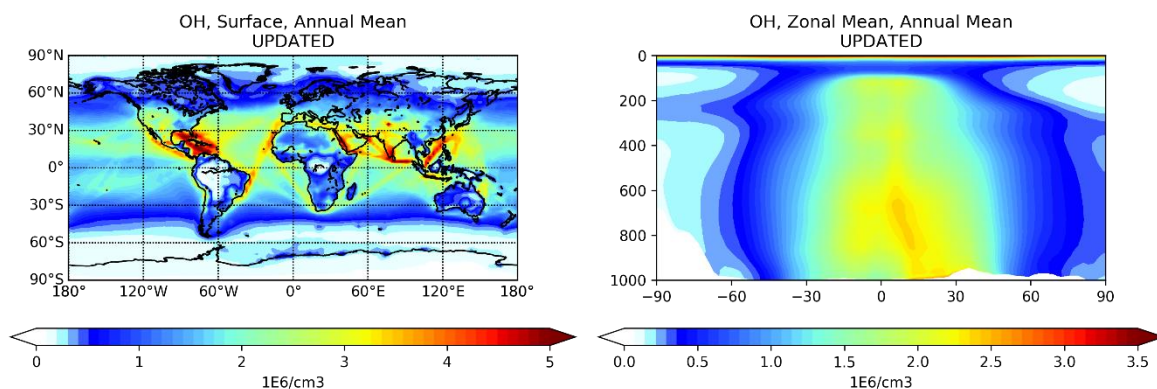 OH, Surface, Annual Mean
UPDATED
90°N
60°N
30°N
0°
30°S
60°S
90°S
180° 120°W 60°W 0° 60°E 120°E 180°
0 1 2 3 4 5
1E6/cm3
OH, Zonal Mean, Annual Mean
UPDATED
0
200
400
600
800
1000
−90 −60 −30 0 30 60 90
0.0 0.5 1.0 1.5 2.0 2.5 3.0 3.5
1E6/cm3